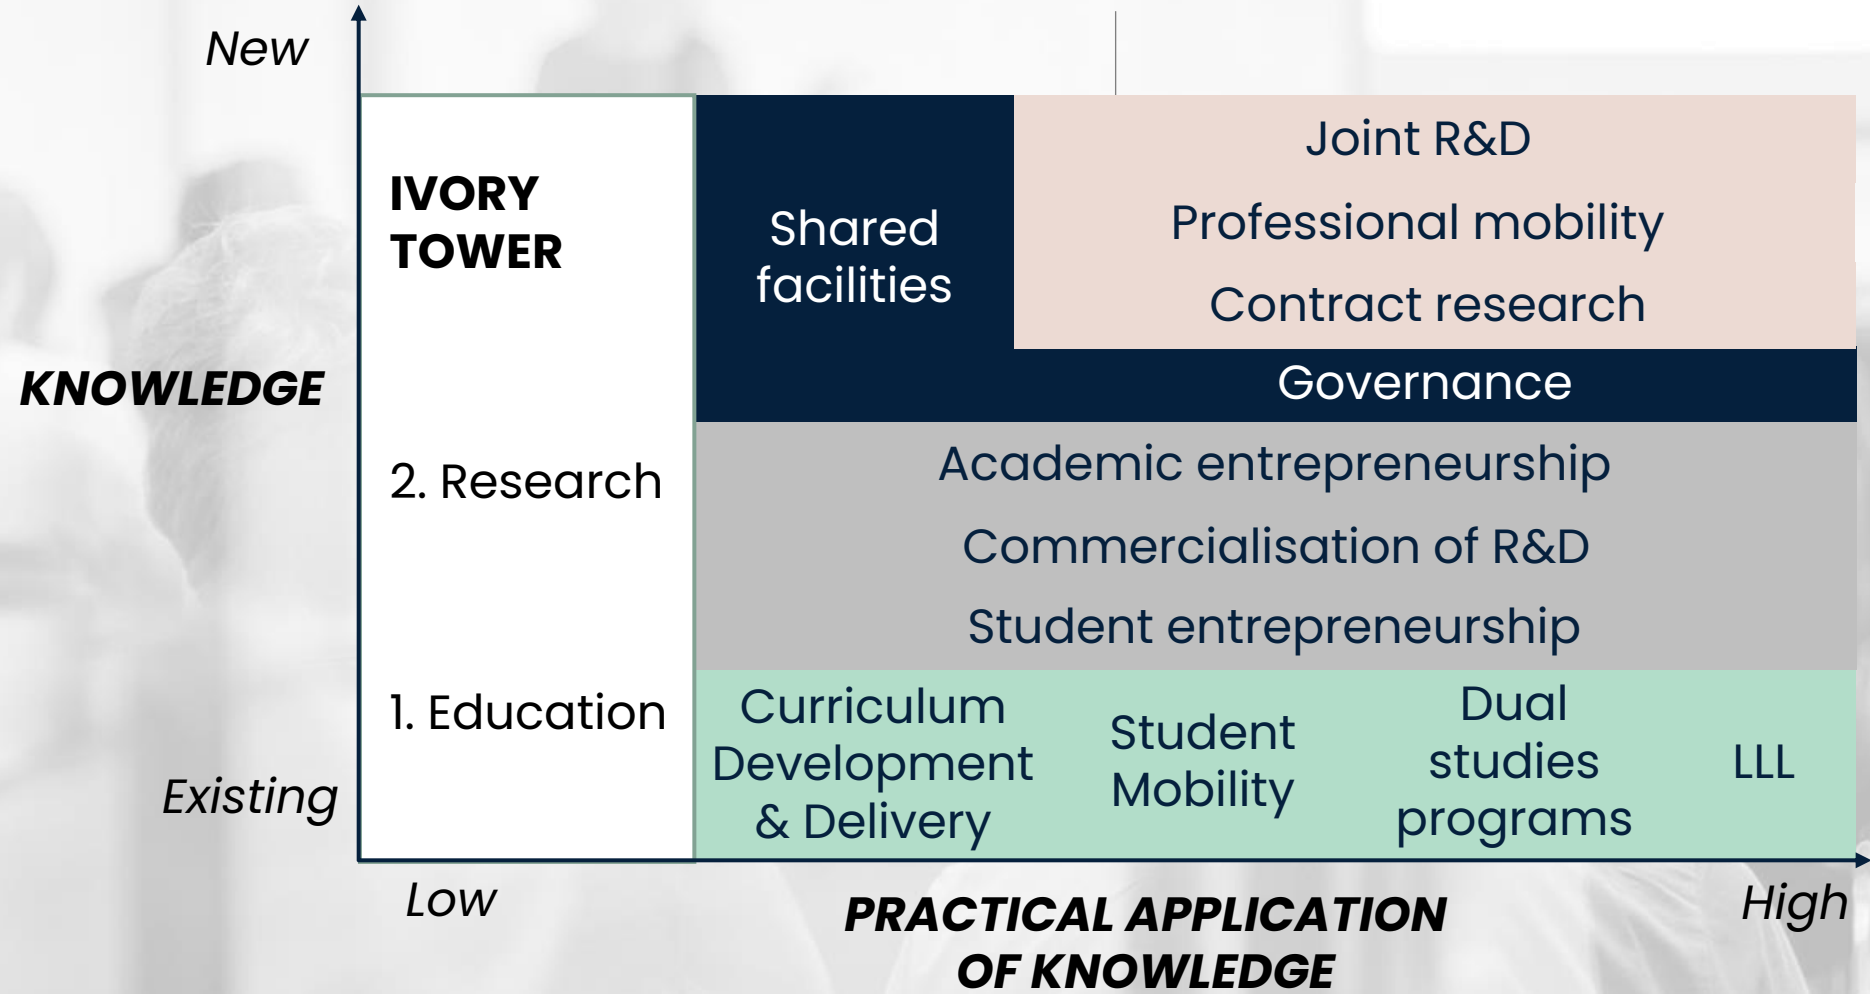 New
KNOWLEDGE
Existing
IVORY
TOWER
2. Research
1. Education
Shared
facilities
Joint R&D
Professional mobility
Contract research
Governance
Academic entrepreneurship
Commercialisation of R&D
Student entrepreneurship
Curriculum
Development
& Delivery
Student
Mobility
Dual
studies
programs
LLL
Low
PRACTICAL APPLICATION
OF KNOWLEDGE
High